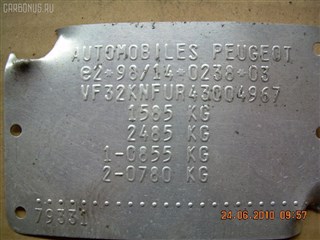 CARBONUS.RU
AUTOMOBILES PEUGEOT
e2*98/14*0238*03
VF32KNFUR43004967
1585 KG
2485 KG
1-0855 KG
2-0780 KG
79331
24 06 2010 09:57